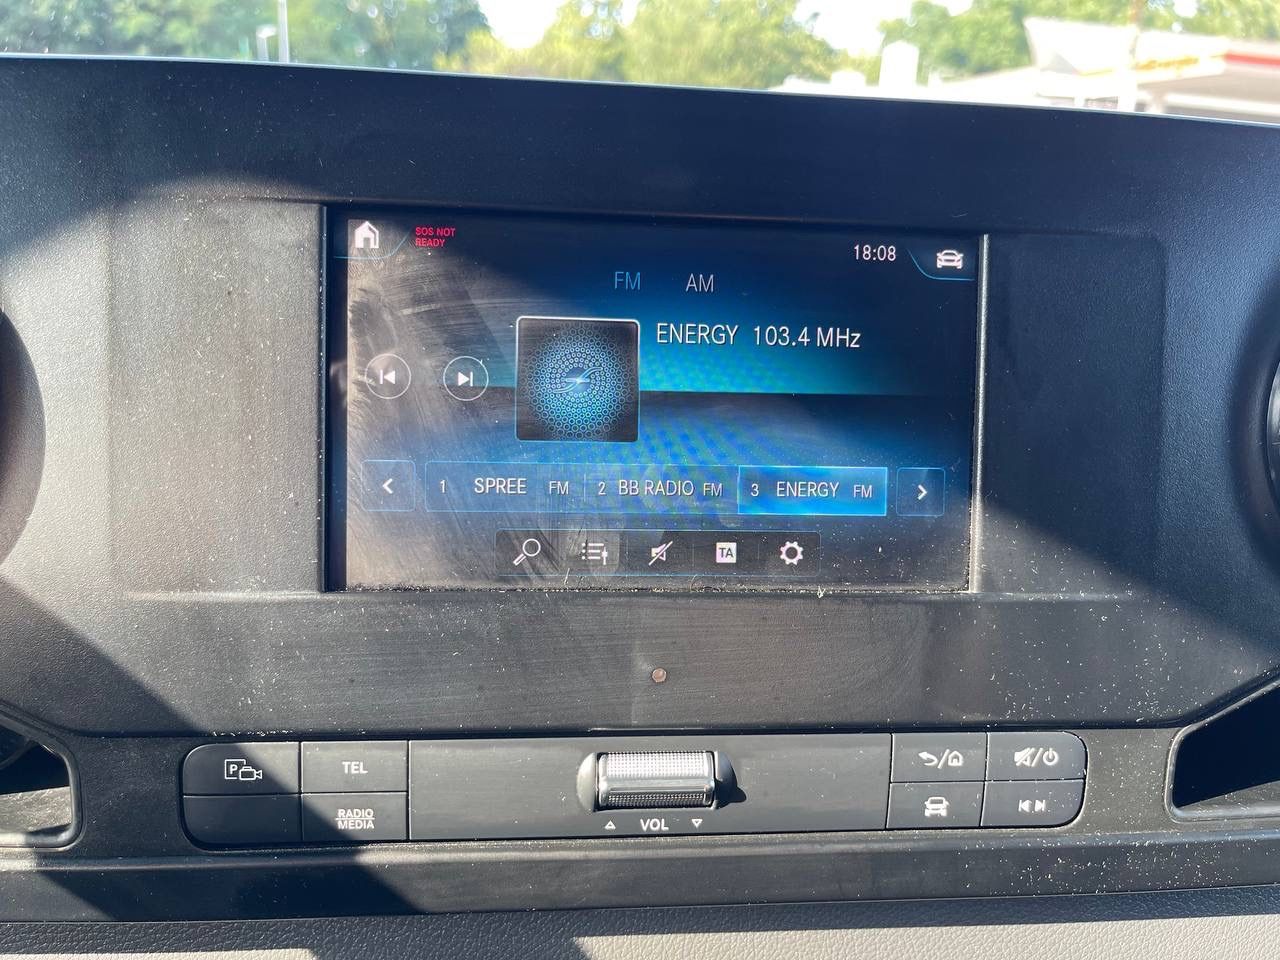 SOS NOT
READY
18:08
FM AM
ENERGY 103.4 MHz
1 SPREE FM 2 BB RADIO FM 3 ENERGY FM
TA
P TEL
RADIO
MEDIA
VOL